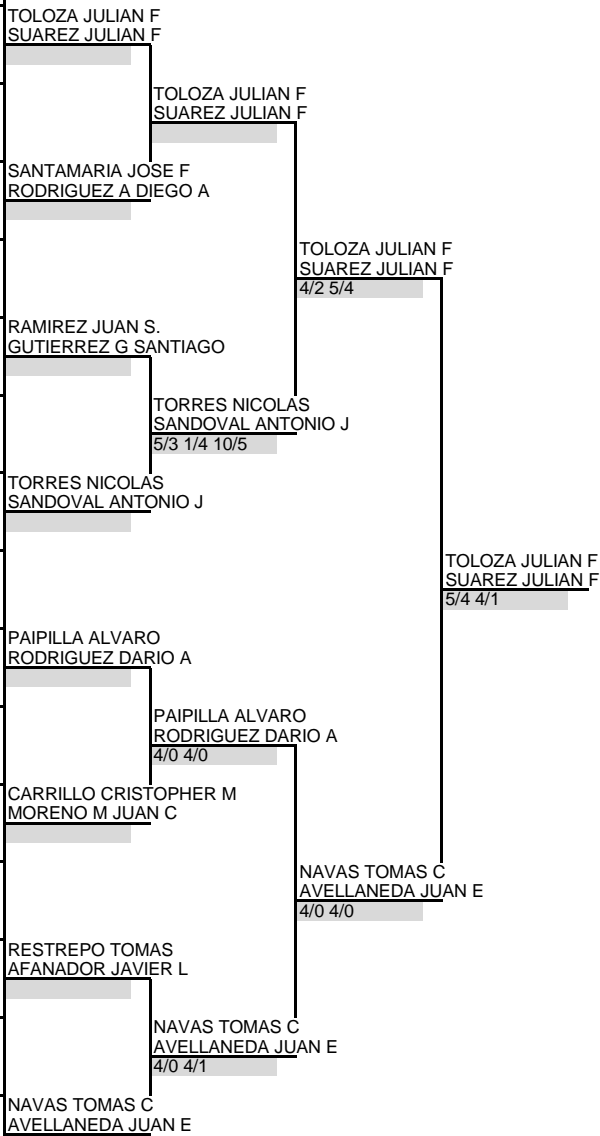 TOLOZA JULIAN F
SUAREZ JULIAN F
TOLOZA JULIAN F
SUAREZ JULIAN F
SANTAMARIA JOSE F
RODRIGUEZ A DIEGO A
TOLOZA JULIAN F
SUAREZ JULIAN F
4/2 5/4
RAMIREZ JUAN S.
GUTIERREZ G SANTIAGO
TORRES NICOLAS
SANDOVAL ANTONIO J
5/3 1/4 10/5
TORRES NICOLAS
SANDOVAL ANTONIO J
TOLOZA JULIAN F
SUAREZ JULIAN F
5/4 4/1
PAIPILLA ALVARO
RODRIGUEZ DARIO A
PAIPILLA ALVARO
RODRIGUEZ DARIO A
4/0 4/0
CARRILLO CRISTOPHER M
MORENO M JUAN C
NAVAS TOMAS C
AVELLANEDA JUAN E
4/0 4/0
RESTREPO TOMAS
AFANADOR JAVIER L
NAVAS TOMAS C
AVELLANEDA JUAN E
4/0 4/1
NAVAS TOMAS C
AVELLANEDA JUAN E